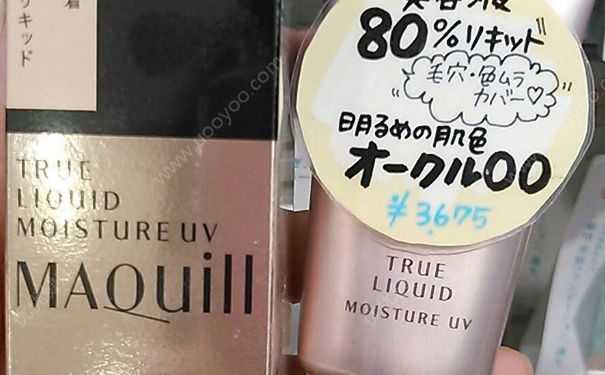 着
リキッド
TRUE
LIQUID
MOISTURE UV
MAQuill
美容液
80%リキッド
毛穴・色ムラ
カバー♡
明るめの肌色
オークル00
¥3675
TRUE
LIQUID
MOISTURE UV